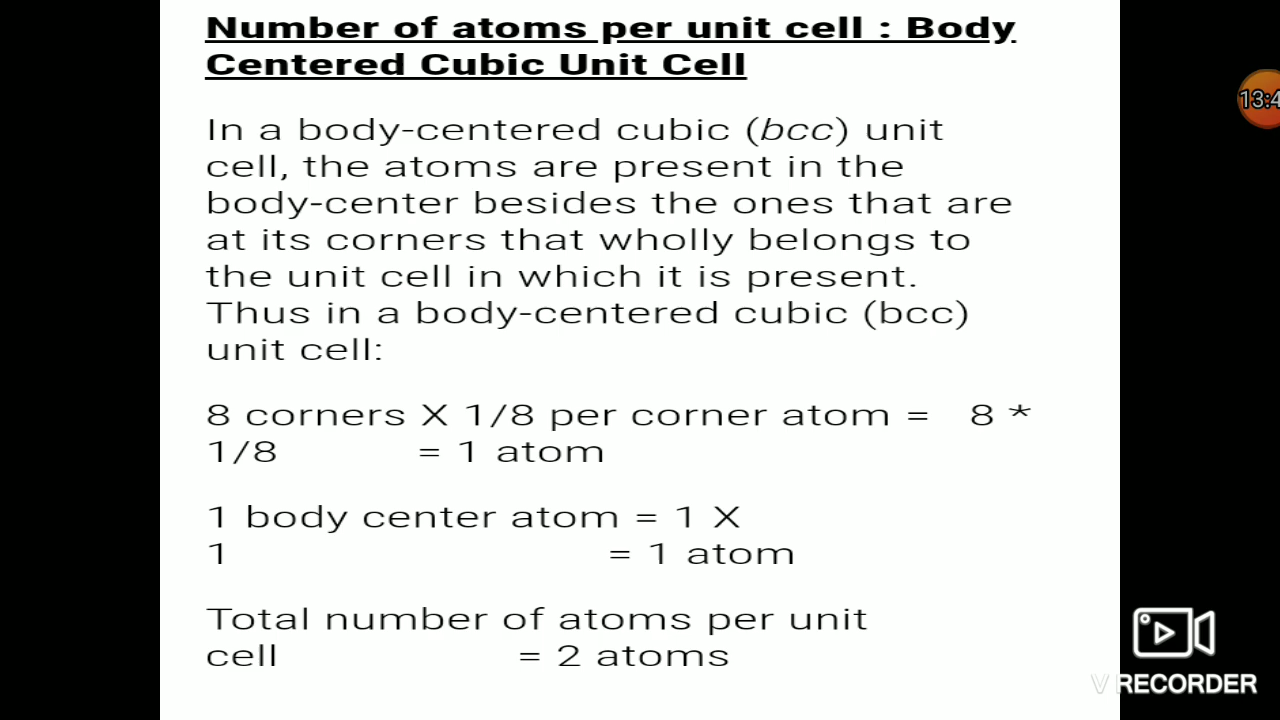 Number of atoms per unit cell : Body
Centered Cubic Unit Cell
In a body-centered cubic (bcc) unit
cell, the atoms are present in the
body-center besides the ones that are
at its corners that wholly belongs to
the unit cell in which it is present.
Thus in a body-centered cubic (bcc)
unit cell:
8 corners X 1/8 per corner atom = 8 *
1/8 = 1 atom
1 body center atom = 1 X
1 = 1 atom
Total number of atoms per unit
cell = 2 atoms
13:4
V RECORDER